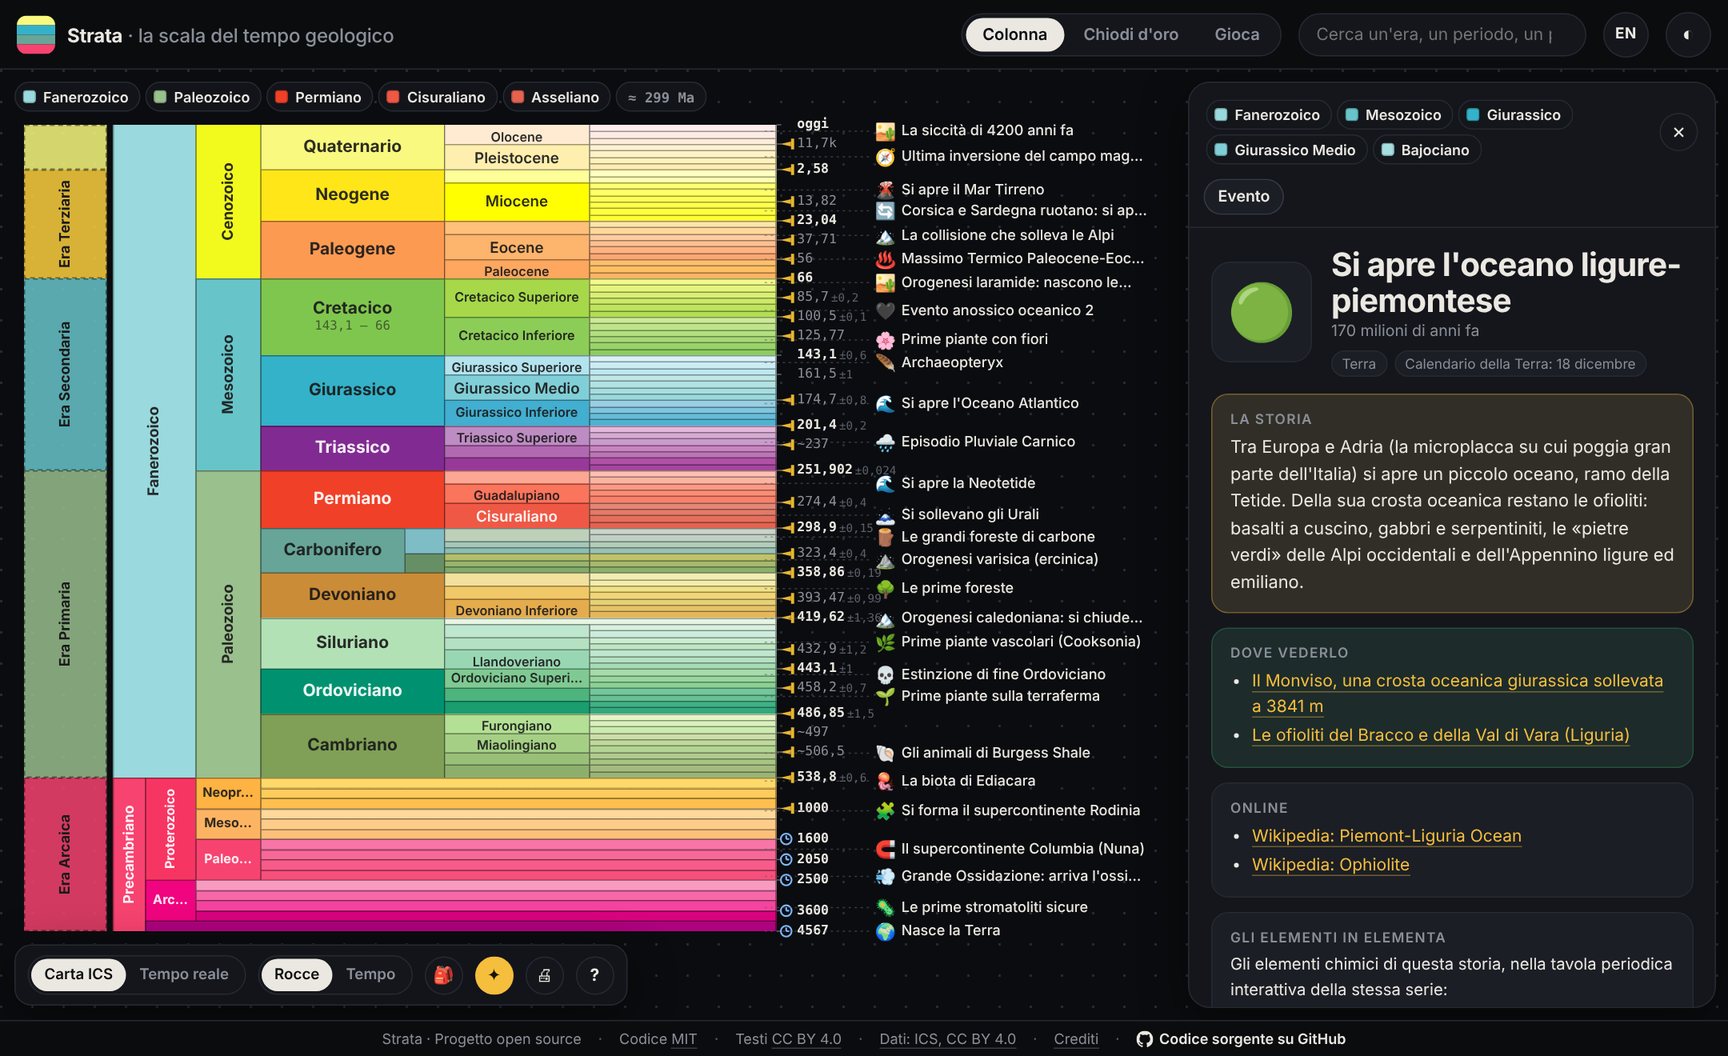 Strata · la scala del tempo geologico
Colonna
Chiodi d'oro
Gioca
Cerca un'era, un periodo, un p
EN
Fanerozoico
Paleozoico
Permiano
Cisuraliano
Asseliano
≈ 299 Ma
Era Terziaria
Era Secondaria
Era Primaria
Era Arcaica
Fanerozoico
Precambriano
Proterozoico
Arc...
Cenozoico
Mesozoico
Paleozoico
Neopr...
Meso...
Paleo...
Quaternario
Neogene
Paleogene
Cretacico
143,1 – 66
Giurassico
Triassico
Permiano
Carbonifero
Devoniano
Siluriano
Ordoviciano
Cambriano
Olocene
Pleistocene
Miocene
Eocene
Paleocene
Cretacico Superiore
Cretacico Inferiore
Giurassico Superiore
Giurassico Medio
Giurassico Inferiore
Triassico Superiore
Guadalupiano
Cisuraliano
Devoniano Inferiore
Llandoveriano
Ordoviciano Superi...
Furongiano
Miaolingiano
oggi
11,7k
2,58
13,82
23,04
37,71
56
66
85,7 ±0,2
100,5 ±0,1
125,77
143,1 ±0,6
161,5 ±1
174,7 ±0,8
201,4 ±0,2
~237
251,902 ±0,024
274,4 ±0,4
298,9 ±0,15
323,4 ±0,4
358,86 ±0,19
393,47 ±0,99
419,62 ±1,36
432,9 ±1,2
443,1 ±1
458,2 ±0,7
486,85 ±1,5
~497
~506,5
538,8 ±0,6
1000
1600
2050
2500
3600
4567
La siccità di 4200 anni fa
Ultima inversione del campo mag...
Si apre il Mar Tirreno
Corsica e Sardegna ruotano: si ap...
La collisione che solleva le Alpi
Massimo Termico Paleocene-Eoc...
Orogenesi laramide: nascono le...
Evento anossico oceanico 2
Prime piante con fiori
Archaeopteryx
Si apre l'Oceano Atlantico
Episodio Pluviale Carnico
Si apre la Neotetide
Si sollevano gli Urali
Le grandi foreste di carbone
Orogenesi varisica (ercinica)
Le prime foreste
Orogenesi caledoniana: si chiude...
Prime piante vascolari (Cooksonia)
Estinzione di fine Ordoviciano
Prime piante sulla terraferma
Gli animali di Burgess Shale
La biota di Ediacara
Si forma il supercontinente Rodinia
Il supercontinente Columbia (Nuna)
Grande Ossidazione: arriva l'ossi...
Le prime stromatoliti sicure
Nasce la Terra
Carta ICS
Tempo reale
Rocce
Tempo
?
Fanerozoico
Mesozoico
Giurassico
Giurassico Medio
Bajociano
Evento
Si apre l'oceano ligure-
piemontese
170 milioni di anni fa
Terra
Calendario della Terra: 18 dicembre
LA STORIA
Tra Europa e Adria (la microplacca su cui poggia gran
parte dell'Italia) si apre un piccolo oceano, ramo della
Tetide. Della sua crosta oceanica restano le ofioliti:
basalti a cuscino, gabbri e serpentiniti, le «pietre
verdi» delle Alpi occidentali e dell'Appennino ligure ed
emiliano.
DOVE VEDERLO
• Il Monviso, una crosta oceanica giurassica sollevata
a 3841 m
• Le ofioliti del Bracco e della Val di Vara (Liguria)
ONLINE
• Wikipedia: Piemont-Liguria Ocean
• Wikipedia: Ophiolite
GLI ELEMENTI IN ELEMENTA
Gli elementi chimici di questa storia, nella tavola periodica
interattiva della stessa serie:
Strata · Progetto open source · Codice MIT · Testi CC BY 4.0 · Dati: ICS, CC BY 4.0 · Crediti · Codice sorgente su GitHub